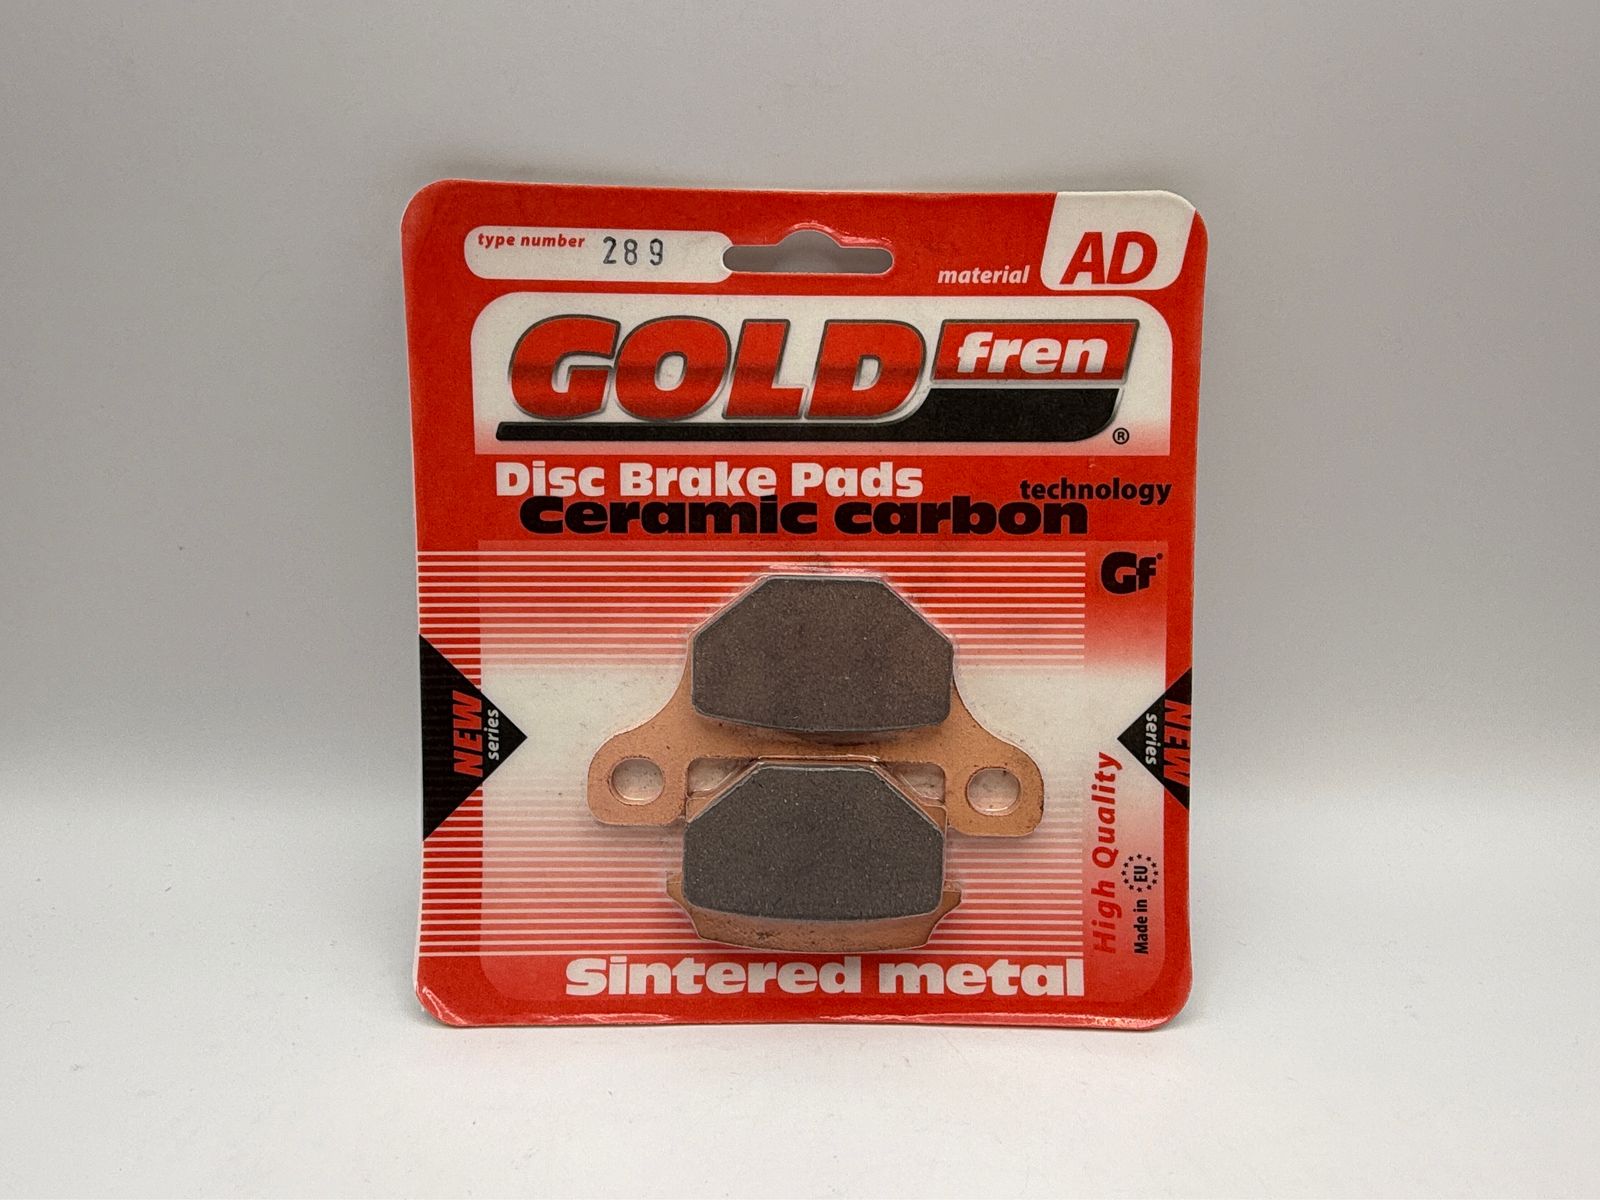 type number 289
material AD
GOLD fren
®
Disc Brake Pads
Ceramic carbon technology
Gf
NEW series
NEW series
High Quality
Made in EU
Sintered metal